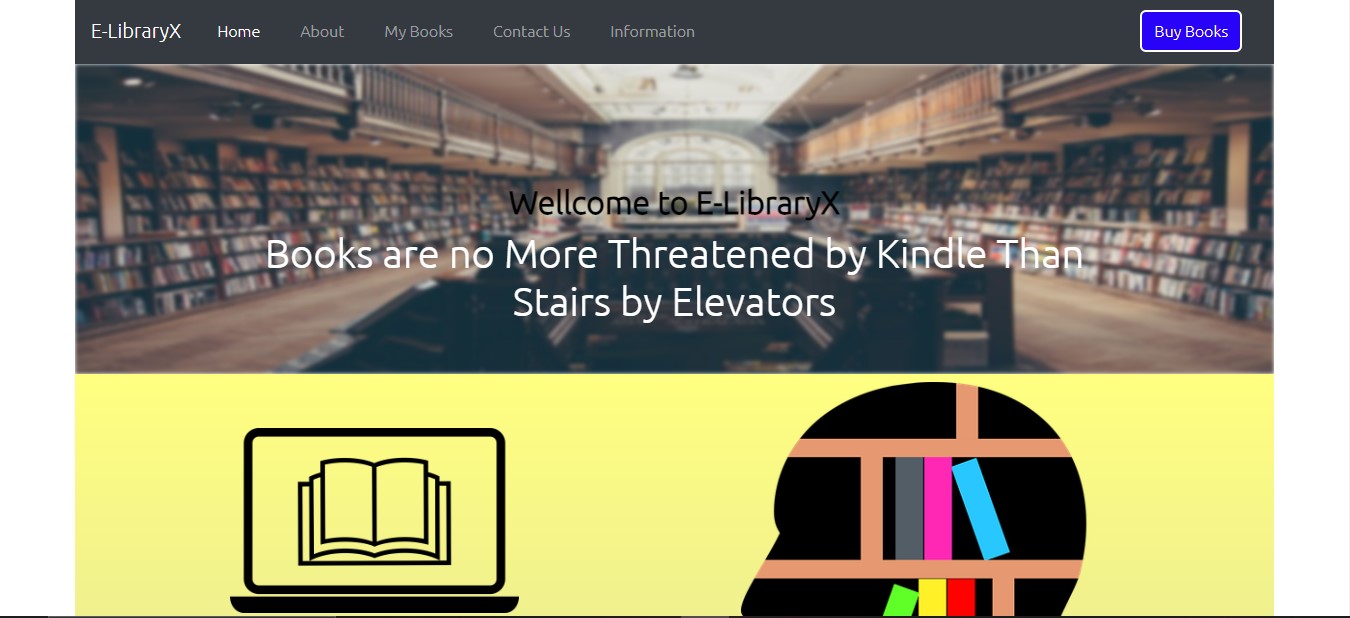 E-LibraryX Home About My Books Contact Us Information Buy Books
Wellcome to E-LibraryX
Books are no More Threatened by Kindle Than
Stairs by Elevators